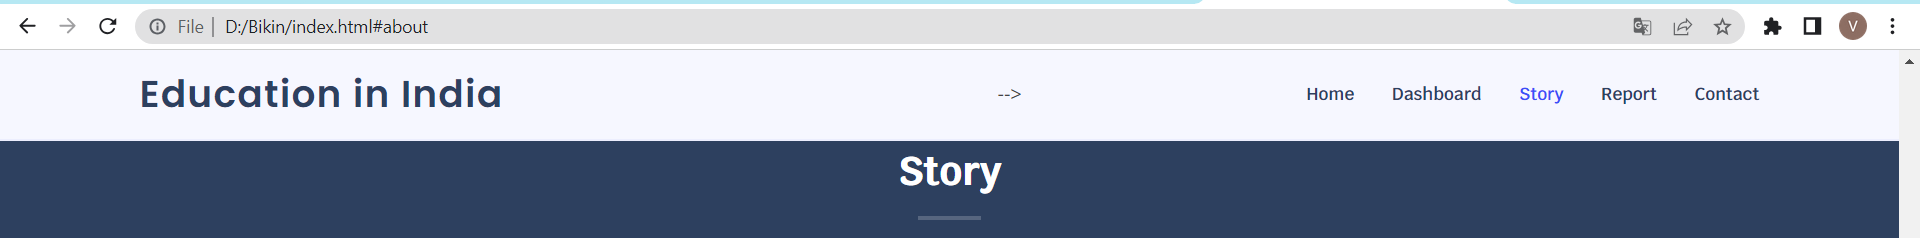 File | D:/Bikin/index.html#about
V
Education in India --> Home Dashboard Story Report Contact
Story